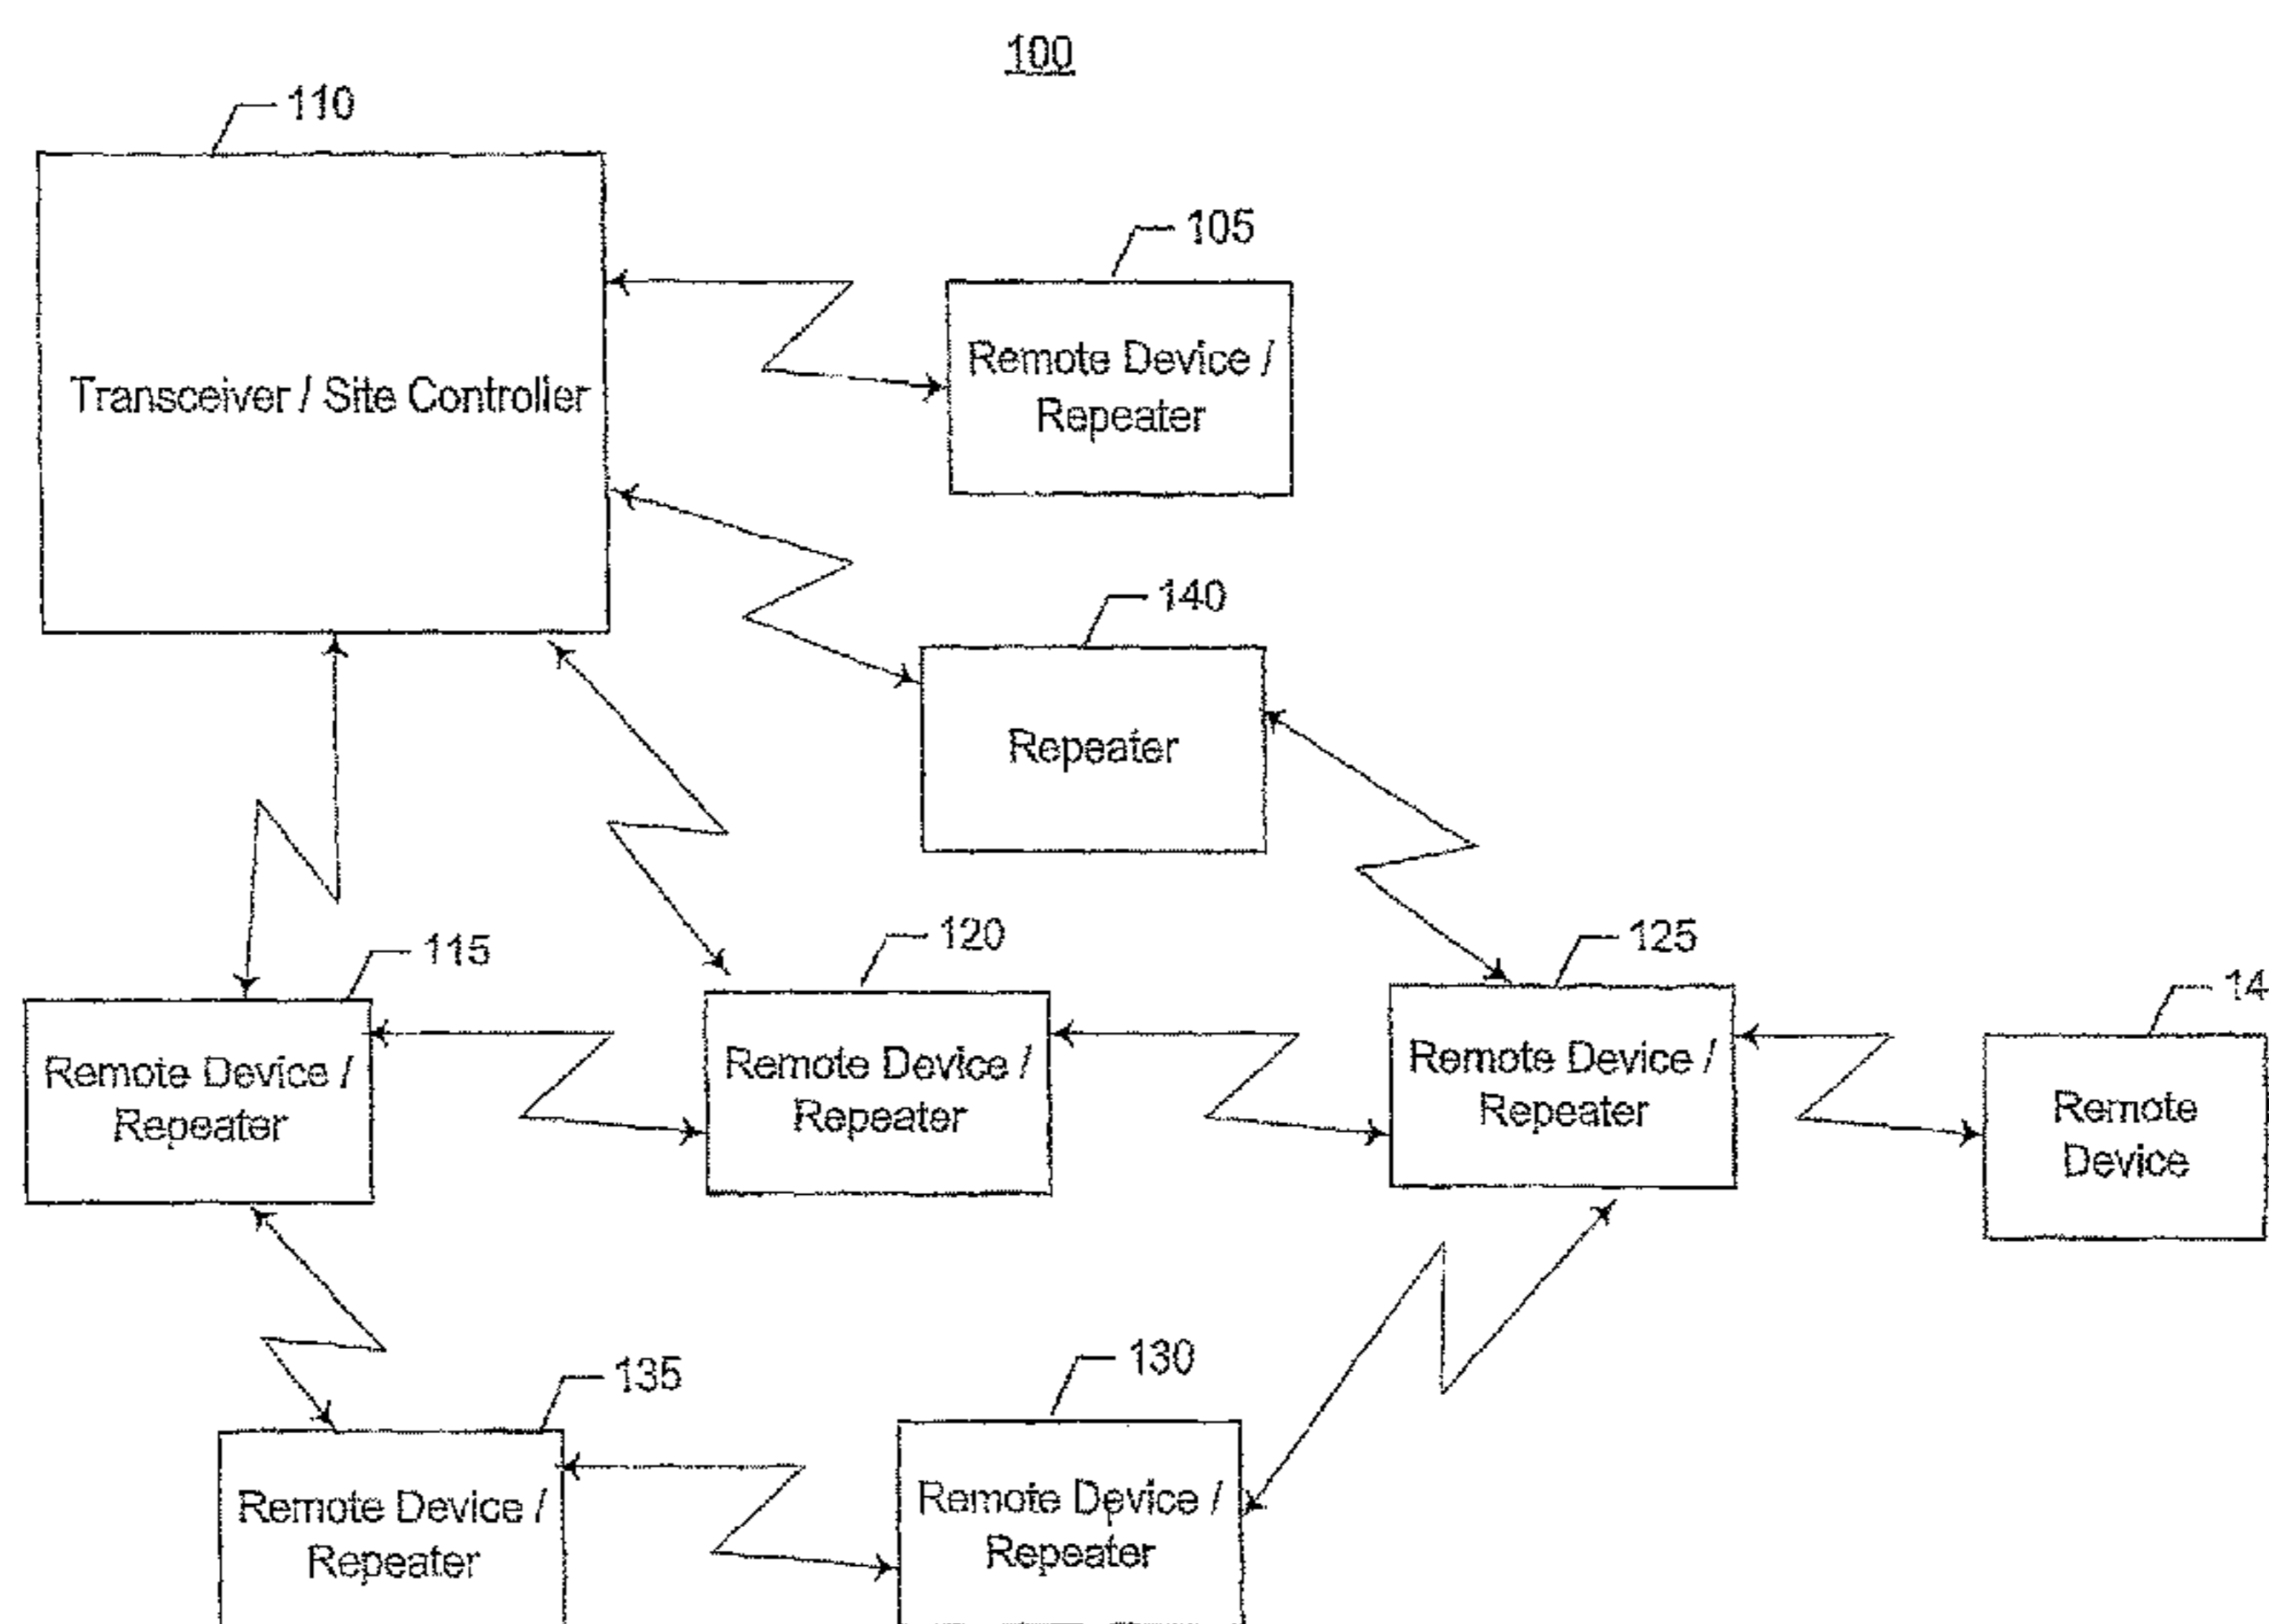 100
110
Transceiver / Site Controller
105
Remote Device /
Repeater
140
Repeater
115
Remote Device /
Repeater
120
Remote Device /
Repeater
125
Remote Device /
Repeater
14
Remote
Device
135
Remote Device /
Repeater
130
Remote Device /
Repeater